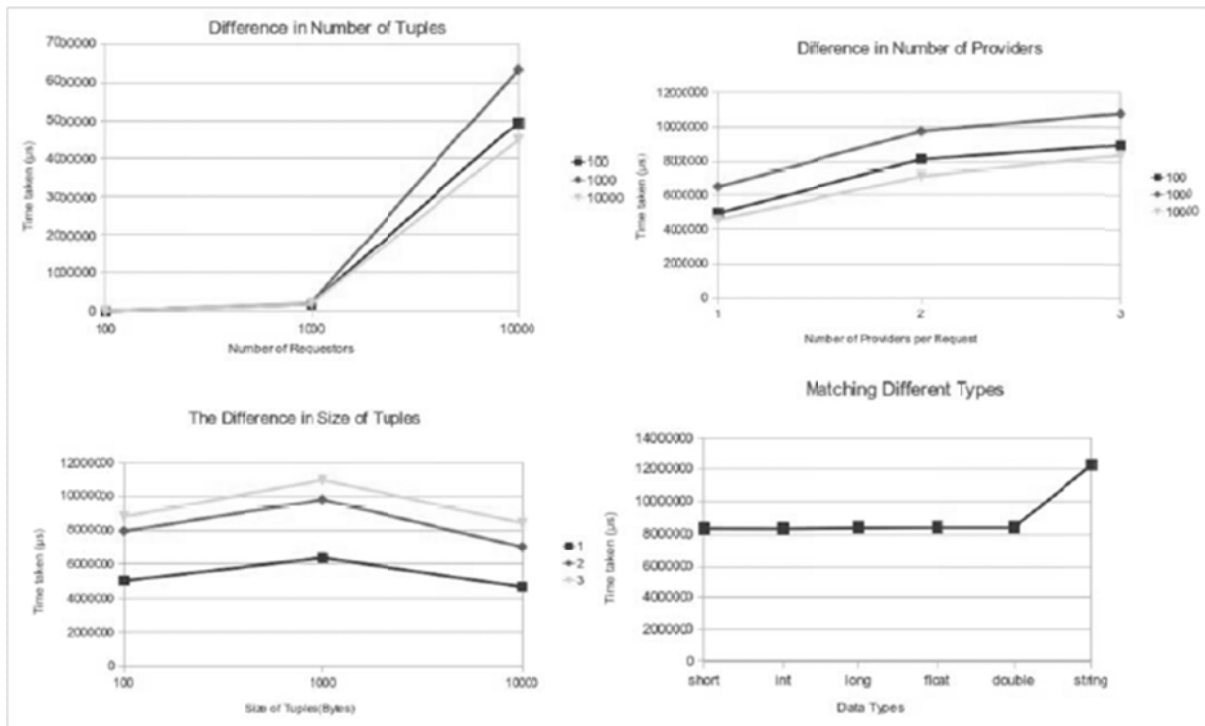 Difference in Number of Tuples
7000000
6000000
5000000
4000000
3000000
2000000
1000000
0
Time taken (µs)
100
1000
10000
Number of Requestors
100
1000
10000
Difference in Number of Providers
12000000
10000000
8000000
6000000
4000000
2000000
0
Time taken (µs)
1
2
3
Number of Providers per Request
100
1000
10000
The Difference in Size of Tuples
12000000
10000000
8000000
6000000
4000000
2000000
0
Time taken (µs)
100
1000
10000
Size of Tuples(Bytes)
1
2
3
Matching Different Types
14000000
12000000
10000000
8000000
6000000
4000000
2000000
0
Time taken (µs)
short
int
long
float
double
string
Data Types